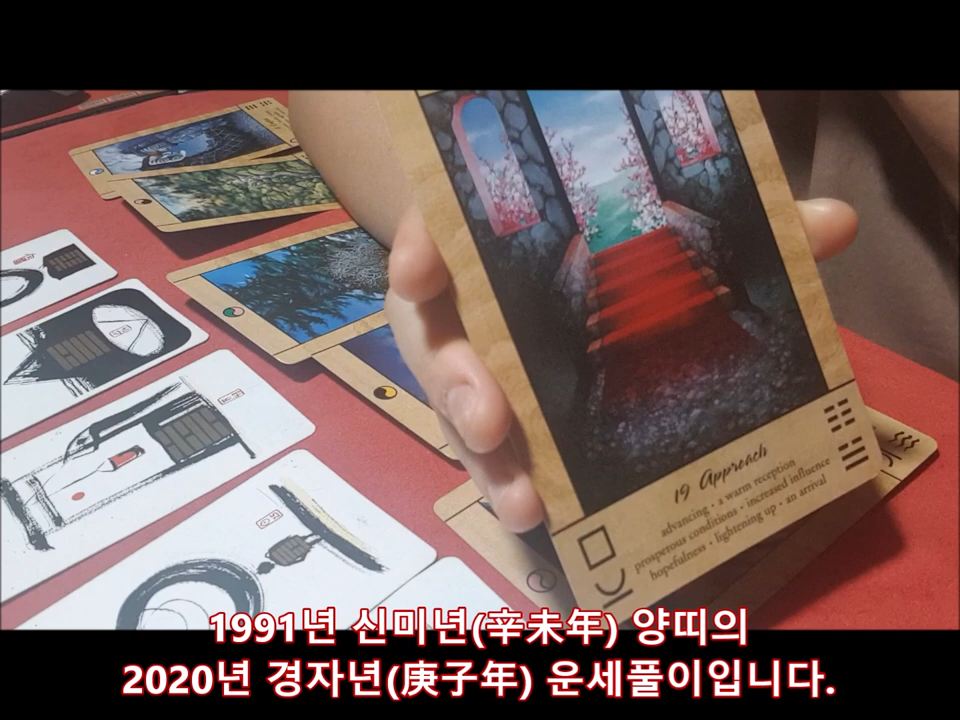 19 Approach
advancing • a warm reception
prosperous conditions • increased influence
hopefulness • lightening up • an arrival
1991년 신미년(辛未年) 양띠의
2020년 경자년(庚子年) 운세풀이입니다.